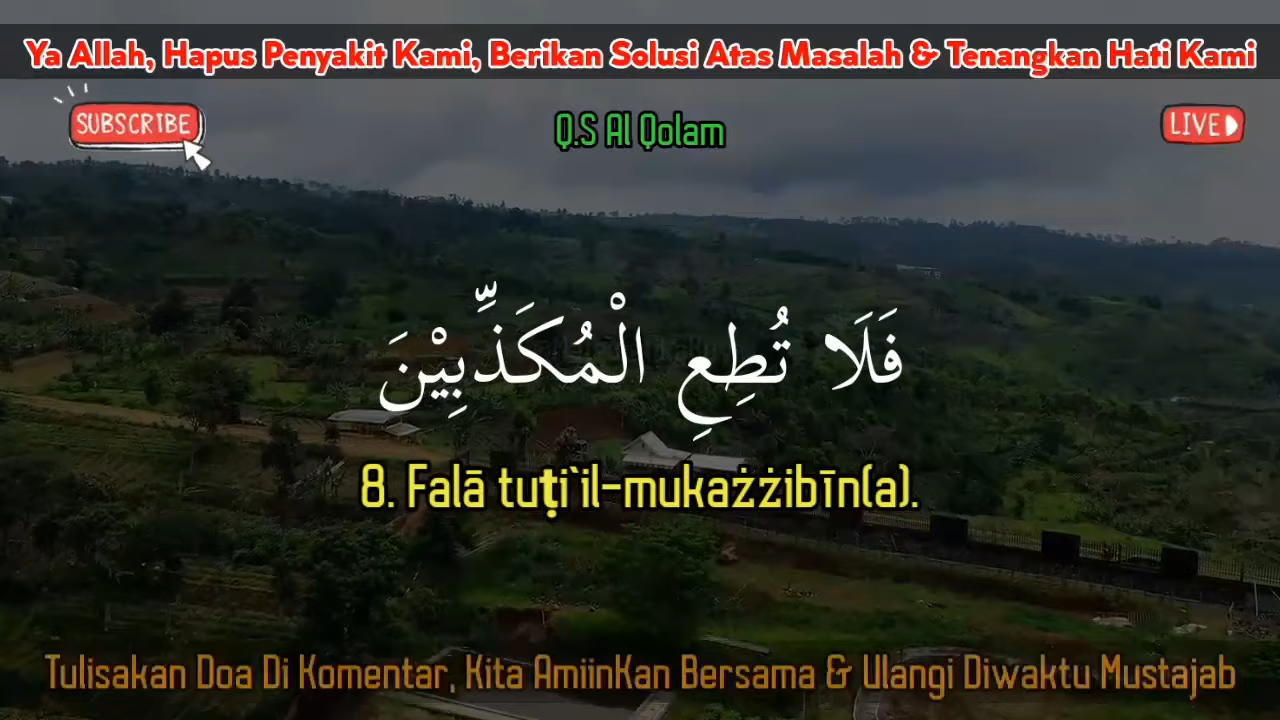 Ya Allah, Hapus Penyakit Kami, Berikan Solusi Atas Masalah & Tenangkan Hati Kami
SUBSCRIBE
Q.S Al Qolam
LIVE
فَلَا تُطِعِ الْمُكَذِّبِيْنَ
8. Falā tuṭi`il-mukażżibīn(a).
Tulisakan Doa Di Komentar, Kita AmiinKan Bersama & Ulangi Diwaktu Mustajab